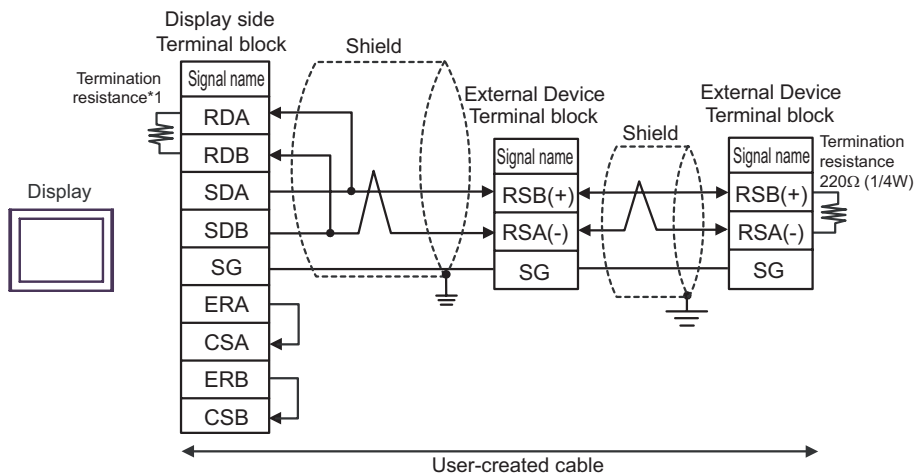 Display side
Terminal block
Shield
Termination
resistance*1
Signal name
RDA
RDB
SDA
SDB
SG
ERA
CSA
ERB
CSB
Display
External Device
Terminal block
Signal name
RSB(+)
RSA(-)
SG
Shield
External Device
Terminal block
Signal name
RSB(+)
RSA(-)
SG
Termination
resistance
220Ω (1/4W)
User-created cable